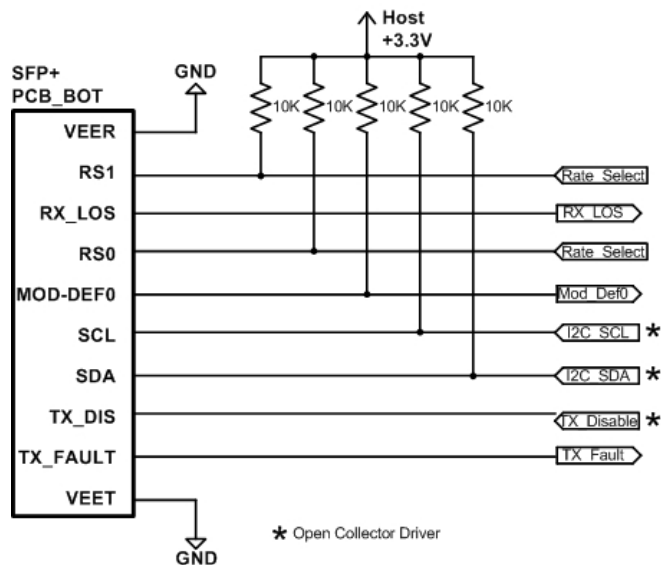 Host
+3.3V
SFP+
PCB_BOT
GND
10K 10K 10K 10K 10K
VEER
RS1 Rate_Select
RX_LOS RX_LOS
RS0 Rate_Select
MOD-DEF0 Mod_Def0
SCL I2C_SCL *
SDA I2C_SDA *
TX_DIS TX_Disable *
TX_FAULT TX_Fault
VEET
* Open Collector Driver
GND